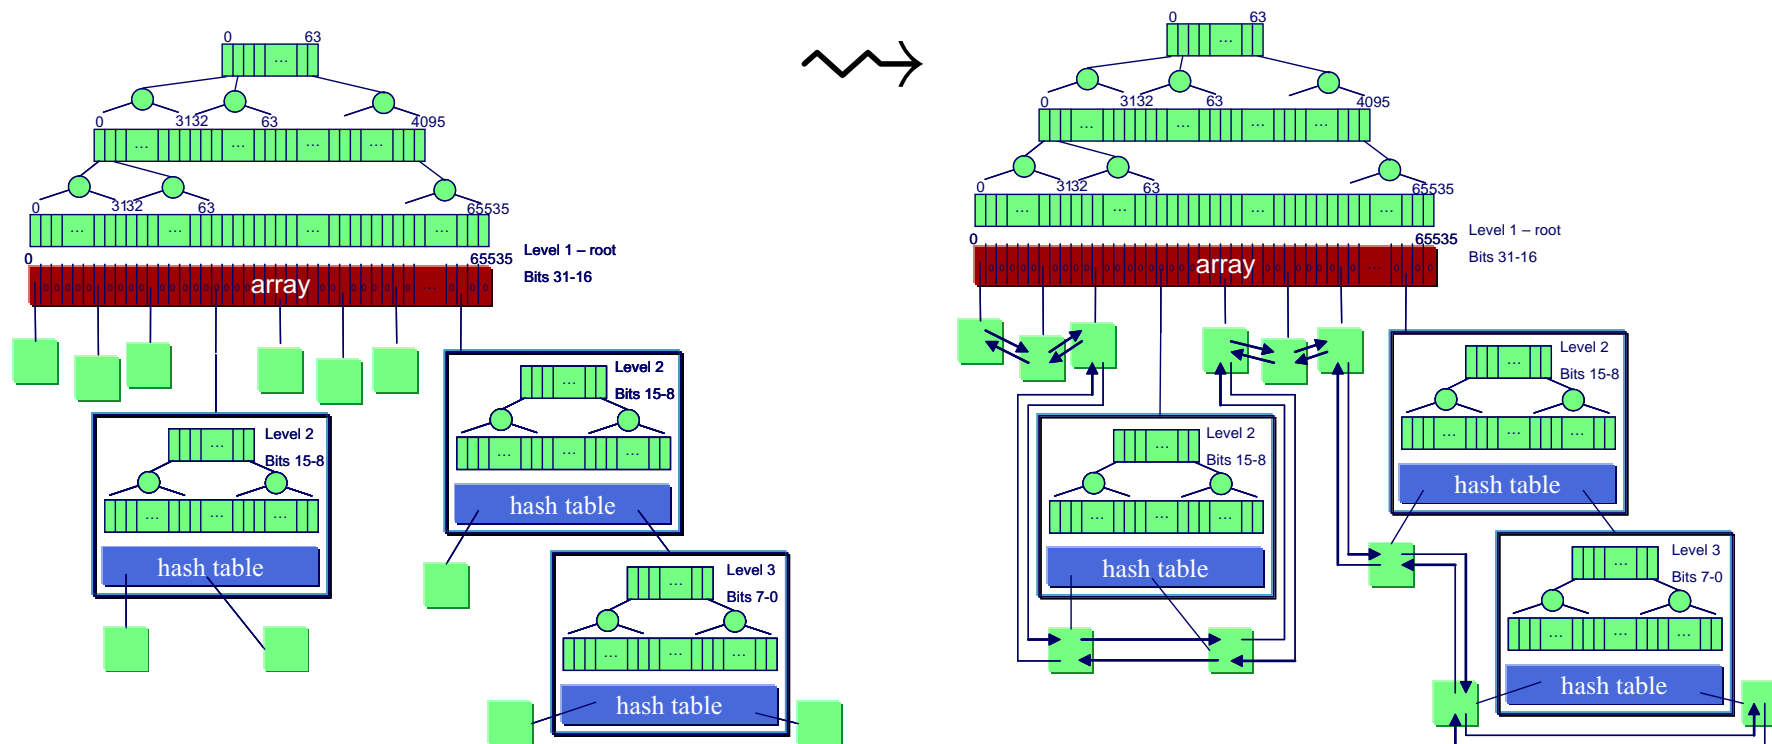 0 63
...
0 3132 63 4095
... ... ... ...
0 3132 63 65535
... ... ... ... ...
Level 1 – root
0 65535
Bits 31-16
array
...
Level 2
...
Bits 15-8
... ... ...
hash table
Level 2
...
Bits 15-8
... ... ...
hash table
Level 3
...
Bits 7-0
... ... ...
hash table
0 63
...
0 3132 63 4095
... ... ... ...
0 3132 63 65535
... ... ... ... ...
Level 1 – root
0 65535
Bits 31-16
array
...
Level 2
...
Bits 15-8
... ... ...
hash table
Level 2
...
Bits 15-8
... ... ...
hash table
Level 3
...
Bits 7-0
... ... ...
hash table